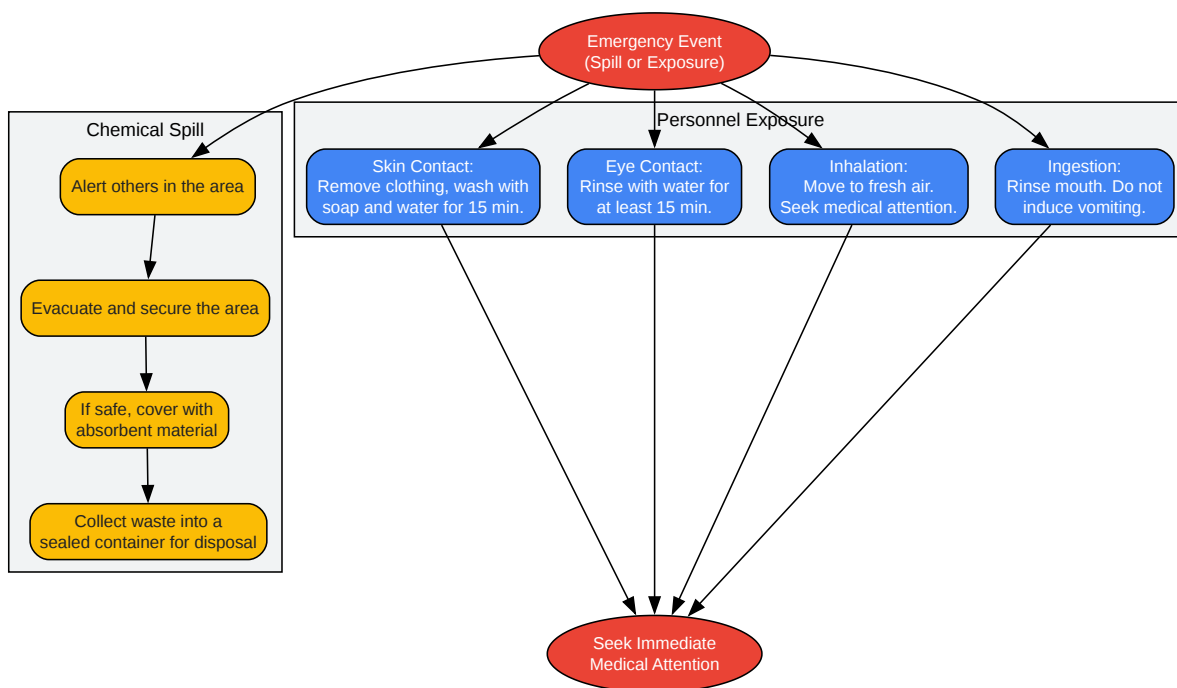 Emergency Event
(Spill or Exposure)
Chemical Spill
Alert others in the area
Evacuate and secure the area
If safe, cover with
absorbent material
Collect waste into a
sealed container for disposal
Personnel Exposure
Skin Contact:
Remove clothing, wash with
soap and water for 15 min.
Eye Contact:
Rinse with water for
at least 15 min.
Inhalation:
Move to fresh air.
Seek medical attention.
Ingestion:
Rinse mouth. Do not
induce vomiting.
Seek Immediate
Medical Attention